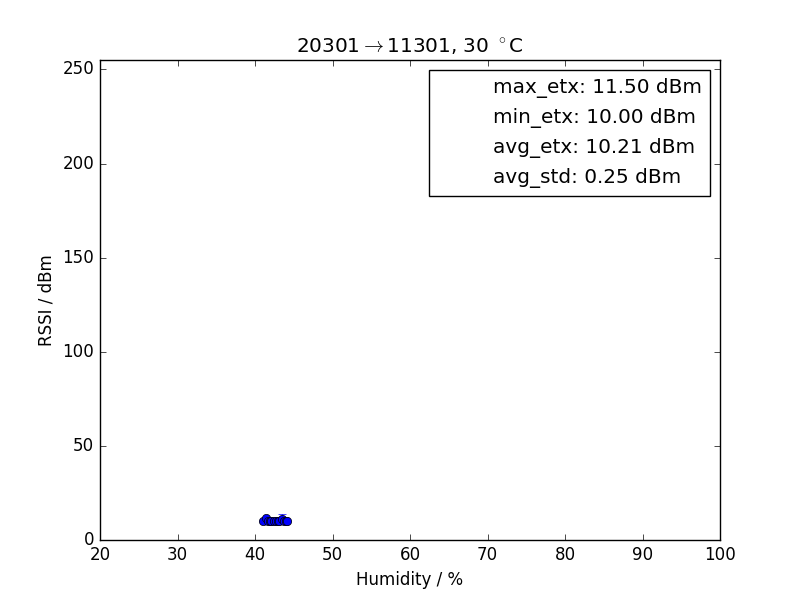 20301→11301, 30 °C
max_etx: 11.50 dBm
min_etx: 10.00 dBm
avg_etx: 10.21 dBm
avg_std: 0.25 dBm
RSSI / dBm
250
200
150
100
50
0
20 30 40 50 60 70 80 90 100
Humidity / %